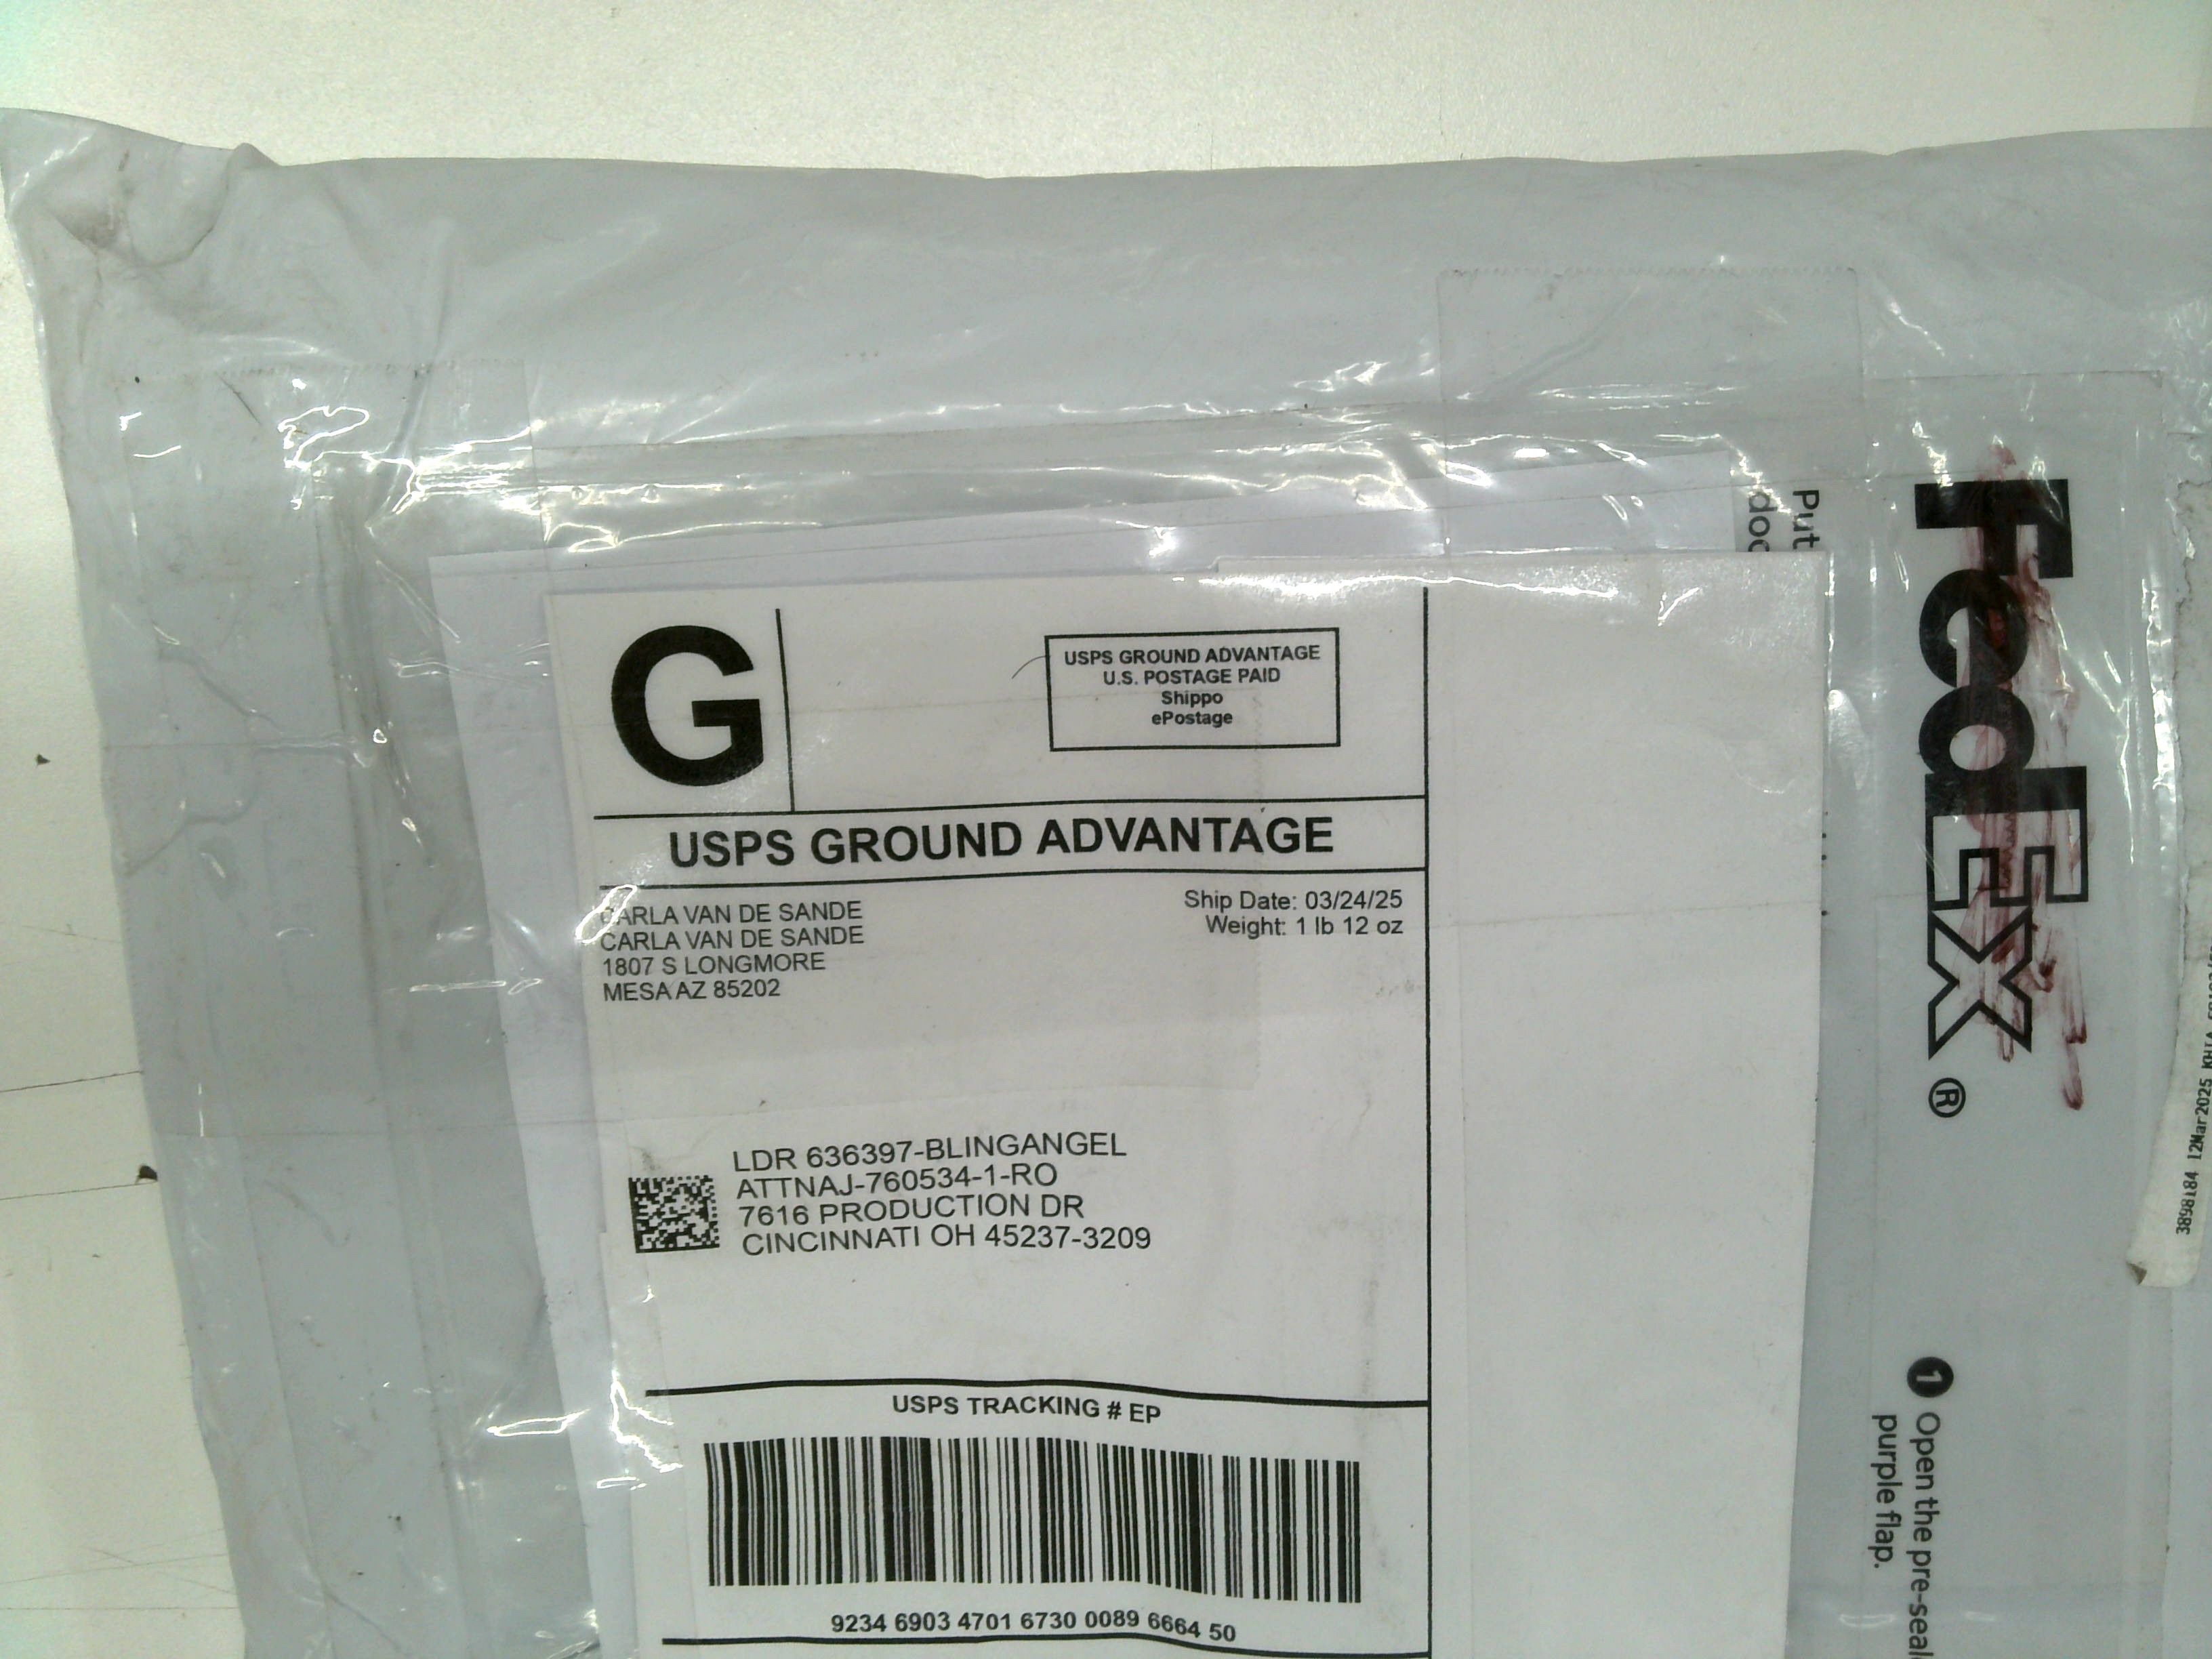 G
USPS GROUND ADVANTAGE
U.S. POSTAGE PAID
Shippo
ePostage
USPS GROUND ADVANTAGE
CARLA VAN DE SANDE
CARLA VAN DE SANDE
1807 S LONGMORE
MESA AZ 85202
Ship Date: 03/24/25
Weight: 1 lb 12 oz
LDR 636397-BLINGANGEL
ATTNAJ-760534-1-RO
7616 PRODUCTION DR
CINCINNATI OH 45237-3209
USPS TRACKING # EP
9234 6903 4701 6730 0089 6664 50
Put
doc
FedEx®
1 Open the pre-seal
purple flap.
3898184 12Mar2025